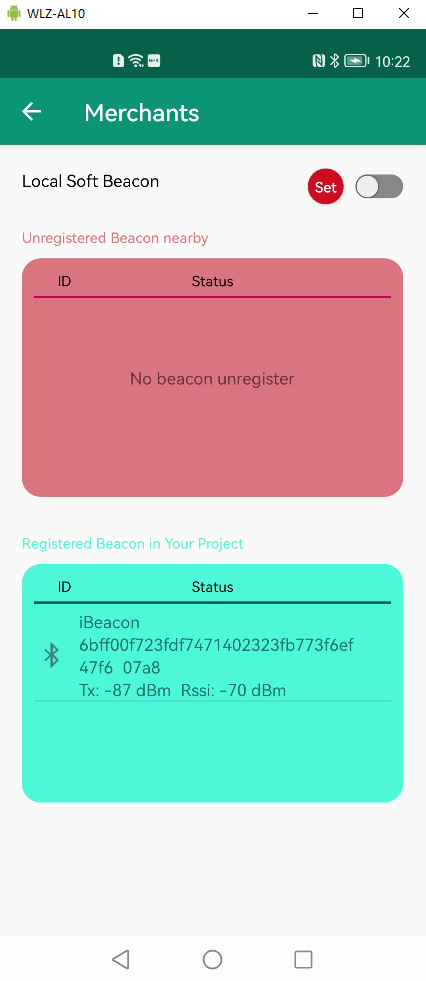 WLZ-AL10
10:22
Merchants
Local Soft Beacon
Set
Unregistered Beacon nearby
ID Status
No beacon unregister
Registered Beacon in Your Project
ID Status
iBeacon
6bff00f723fdf7471402323fb773f6ef
47f6 07a8
Tx: -87 dBm Rssi: -70 dBm